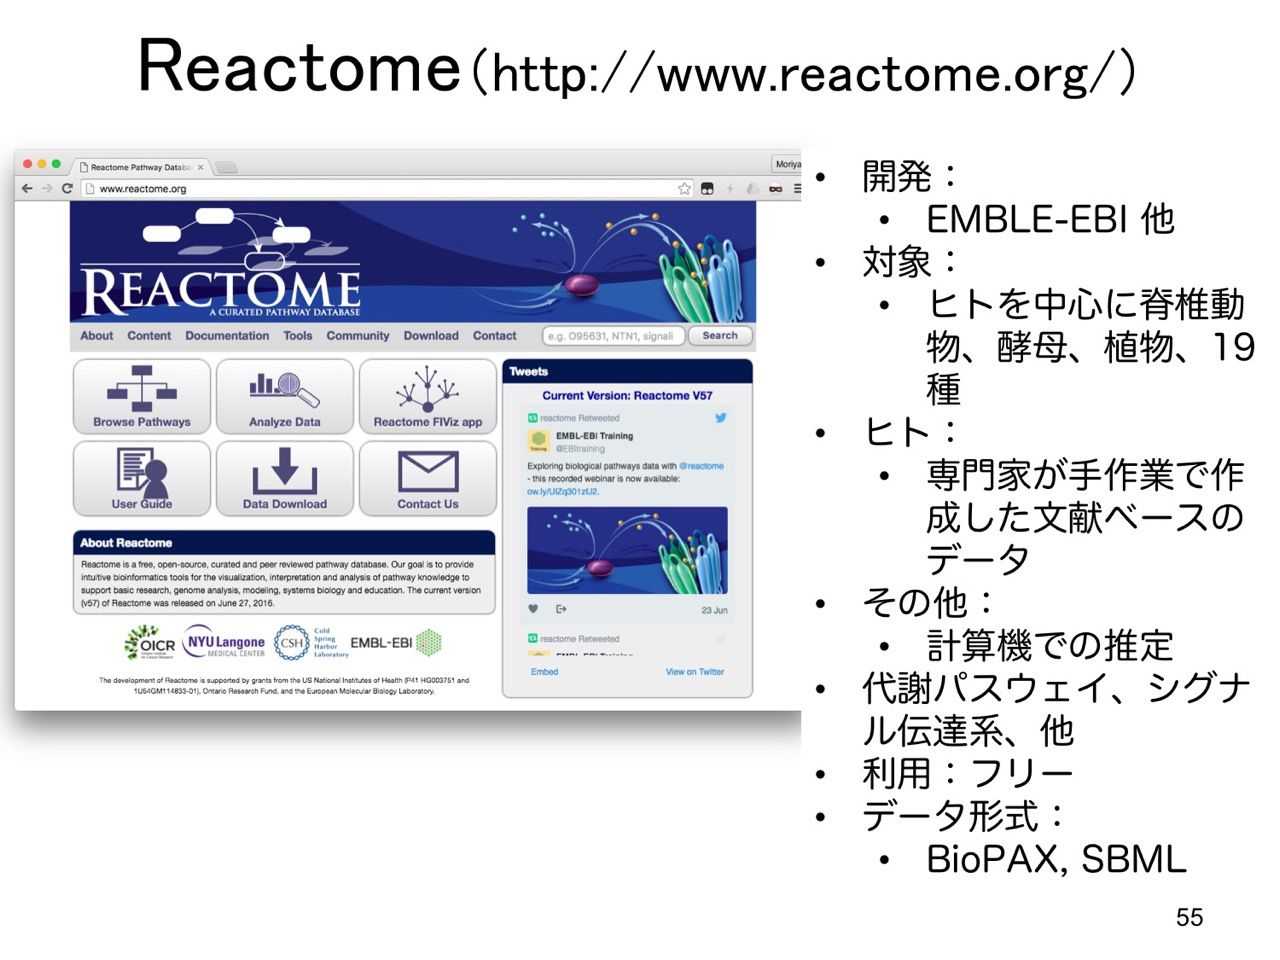 Reactome（http://www.reactome.org/）
Reactome Pathway Databa
Moriya
www.reactome.org
REACTOME
A CURATED PATHWAY DATABASE
About Content Documentation Tools Community Download Contact
e.g. O95631, NTN1, signali
Search
Browse Pathways
Analyze Data
Reactome FIViz app
User Guide
Data Download
Contact Us
About Reactome
Reactome is a free, open-source, curated and peer reviewed pathway database. Our goal is to provide
intuitive bioinformatics tools for the visualization, interpretation and analysis of pathway knowledge to
support basic research, genome analysis, modeling, systems biology and education. The current version
(v57) of Reactome was released on June 27, 2016.
OICR
NYU Langone
MEDICAL CENTER
CSH
Cold
Spring
Harbor
Laboratory
EMBL-EBI
The development of Reactome is supported by grants from the US National Institutes of Health (P41 HG003751 and
1U54GM114833-01), Ontario Research Fund, and the European Molecular Biology Laboratory.
Tweets
Current Version: Reactome V57
reactome Retweeted
EMBL-EBI Training
@EBItraining
Exploring biological pathways data with @reactome
- this recorded webinar is now available:
23 Jun
reactome Retweeted
Embed
View on Twitter
• 開発：
• EMBLE-EBI 他
• 対象：
• ヒトを中心に脊椎動
物、酵母、植物、19
種
• ヒト：
• 専門家が手作業で作
成した文献ベースの
データ
• その他：
• 計算機での推定
• 代謝パスウェイ、シグナ
ル伝達系、他
• 利用：フリー
• データ形式：
• BioPAX, SBML
55